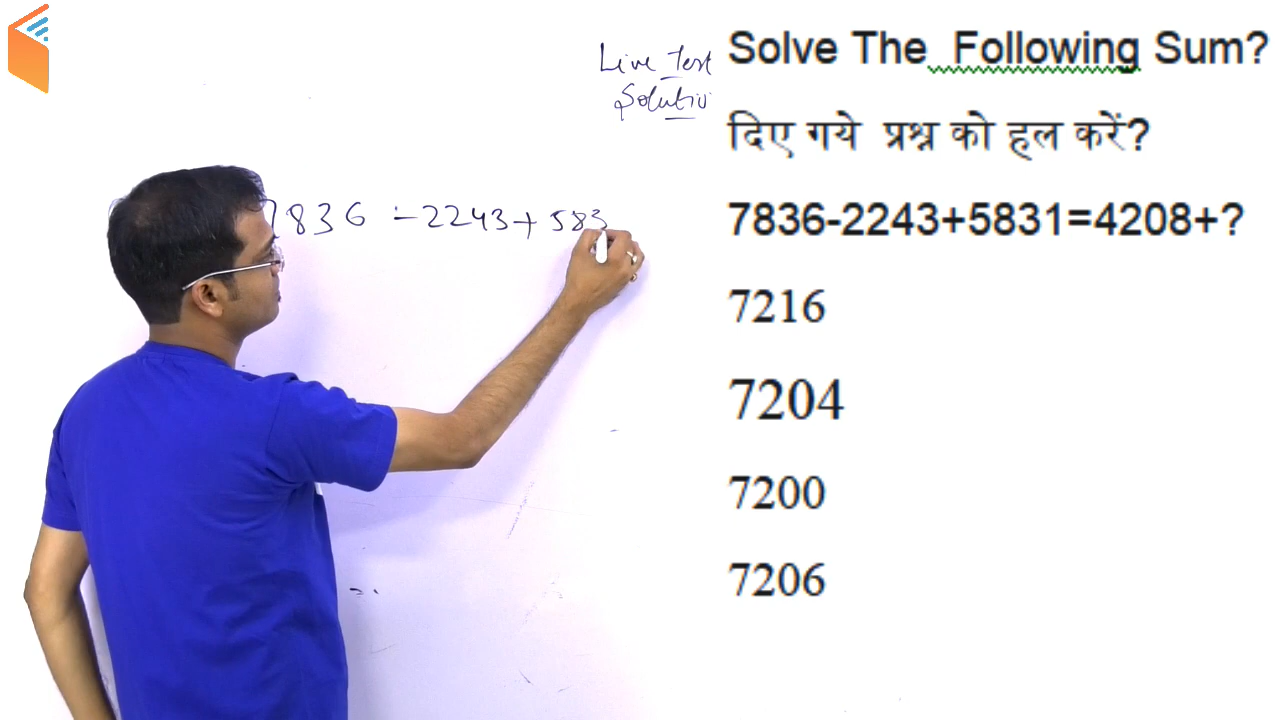 Live Test
Solutio
Solve The Following Sum?
दिए गये प्रश्न को हल करें?
7836 - 2243 + 583
7836-2243+5831=4208+?
7216
7204
7200
7206